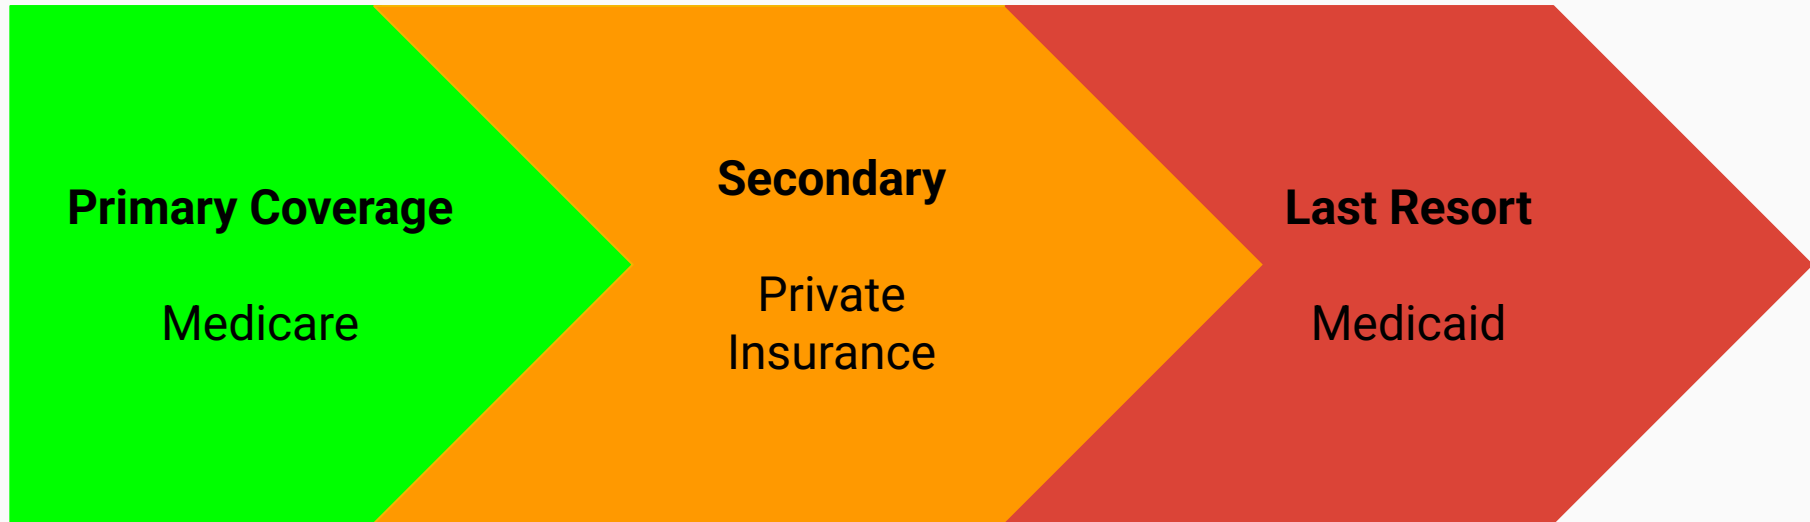 Primary Coverage
Medicare
Secondary
Private
Insurance
Last Resort
Medicaid